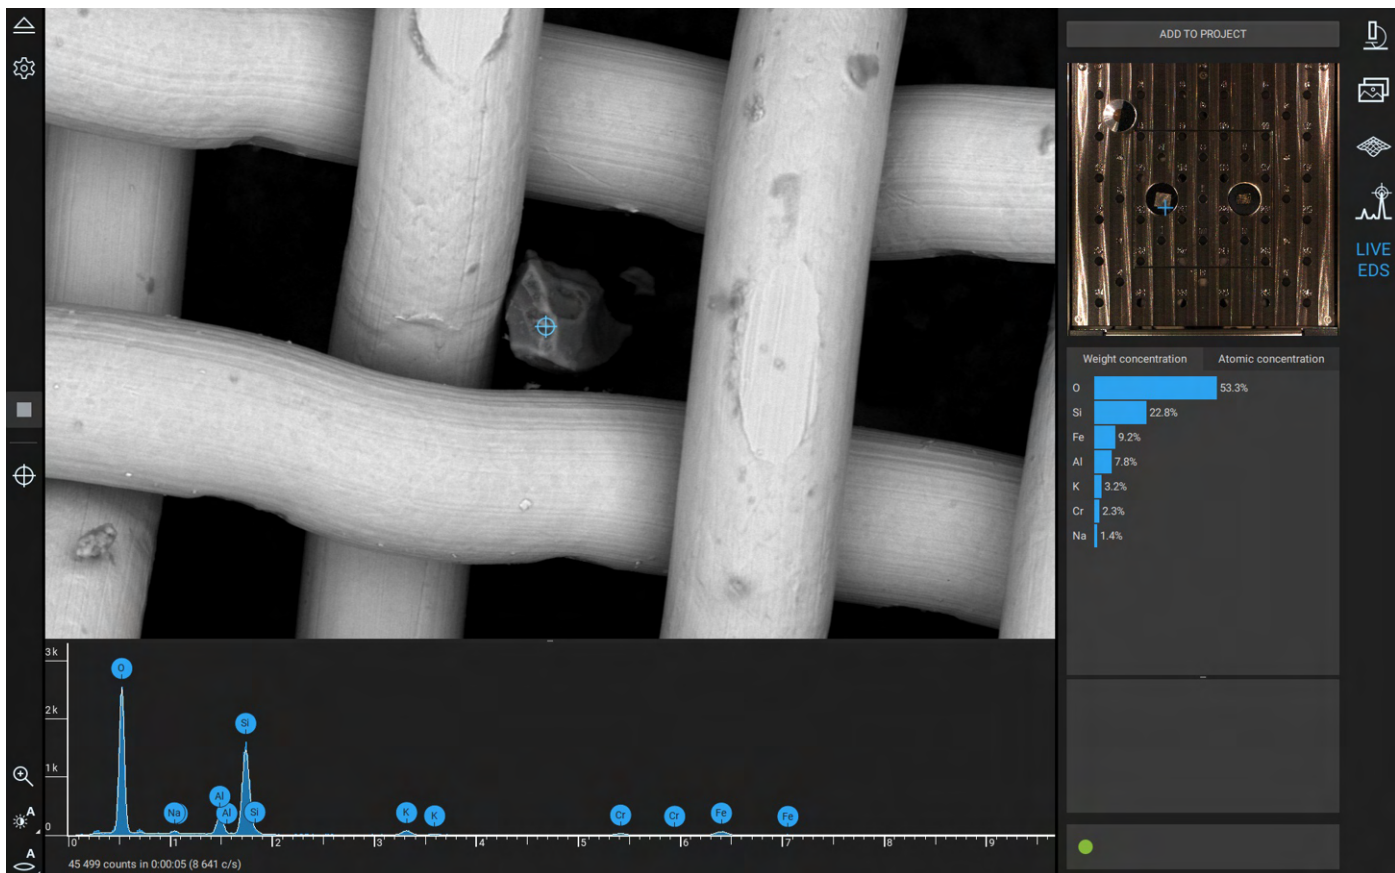 ADD TO PROJECT
LIVE
EDS
Weight concentration Atomic concentration
O 53.3%
Si 22.8%
Fe 9.2%
Al 7.8%
K 3.2%
Cr 2.3%
Na 1.4%
3k
2k
1k
0
O
Si
Na Al Al Si K K Cr Cr Fe Fe
0 1 2 3 4 5 6 7 8 9
45 499 counts in 0:00:05 (8 641 c/s)
A
A